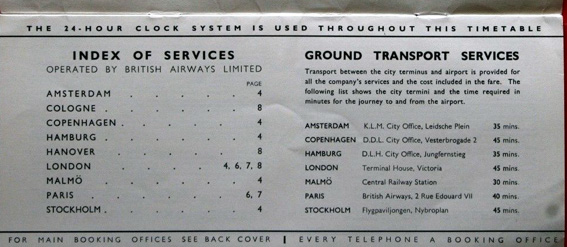 THE 24-HOUR CLOCK SYSTEM IS USED THROUGHOUT THIS TIMETABLE
INDEX OF SERVICES
OPERATED BY BRITISH AIRWAYS LIMITED
PAGE
AMSTERDAM . . . . . . . 4
COLOGNE . . . . . . . 8
COPENHAGEN . . . . . . . 4
HAMBURG . . . . . . . 4
HANOVER . . . . . . . 8
LONDON . . . . . 4, 6, 7, 8
MALMÖ . . . . . . . 4
PARIS . . . . . . 6, 7
STOCKHOLM . . . . . . . 4
GROUND TRANSPORT SERVICES
Transport between the city terminus and airport is provided for
all the company's services and the cost included in the fare. The
following list shows the city termini and the time required in
minutes for the journey to and from the airport.
AMSTERDAM K.L.M. City Office, Leidsche Plein 35 mins.
COPENHAGEN D.D.L. City Office, Vesterbrogade 2 45 mins.
HAMBURG D.L.H. City Office, Jungfernstieg 35 mins.
LONDON Terminal House, Victoria 45 mins.
MALMÖ Central Railway Station 30 mins.
PARIS British Airways, 2 Rue Edouard VII 40 mins.
STOCKHOLM Flygpaviljongen, Nybroplan 45 mins.
FOR MAIN BOOKING OFFICES SEE BACK COVER | EVERY TELEPHONE A BOOKING OFFICE